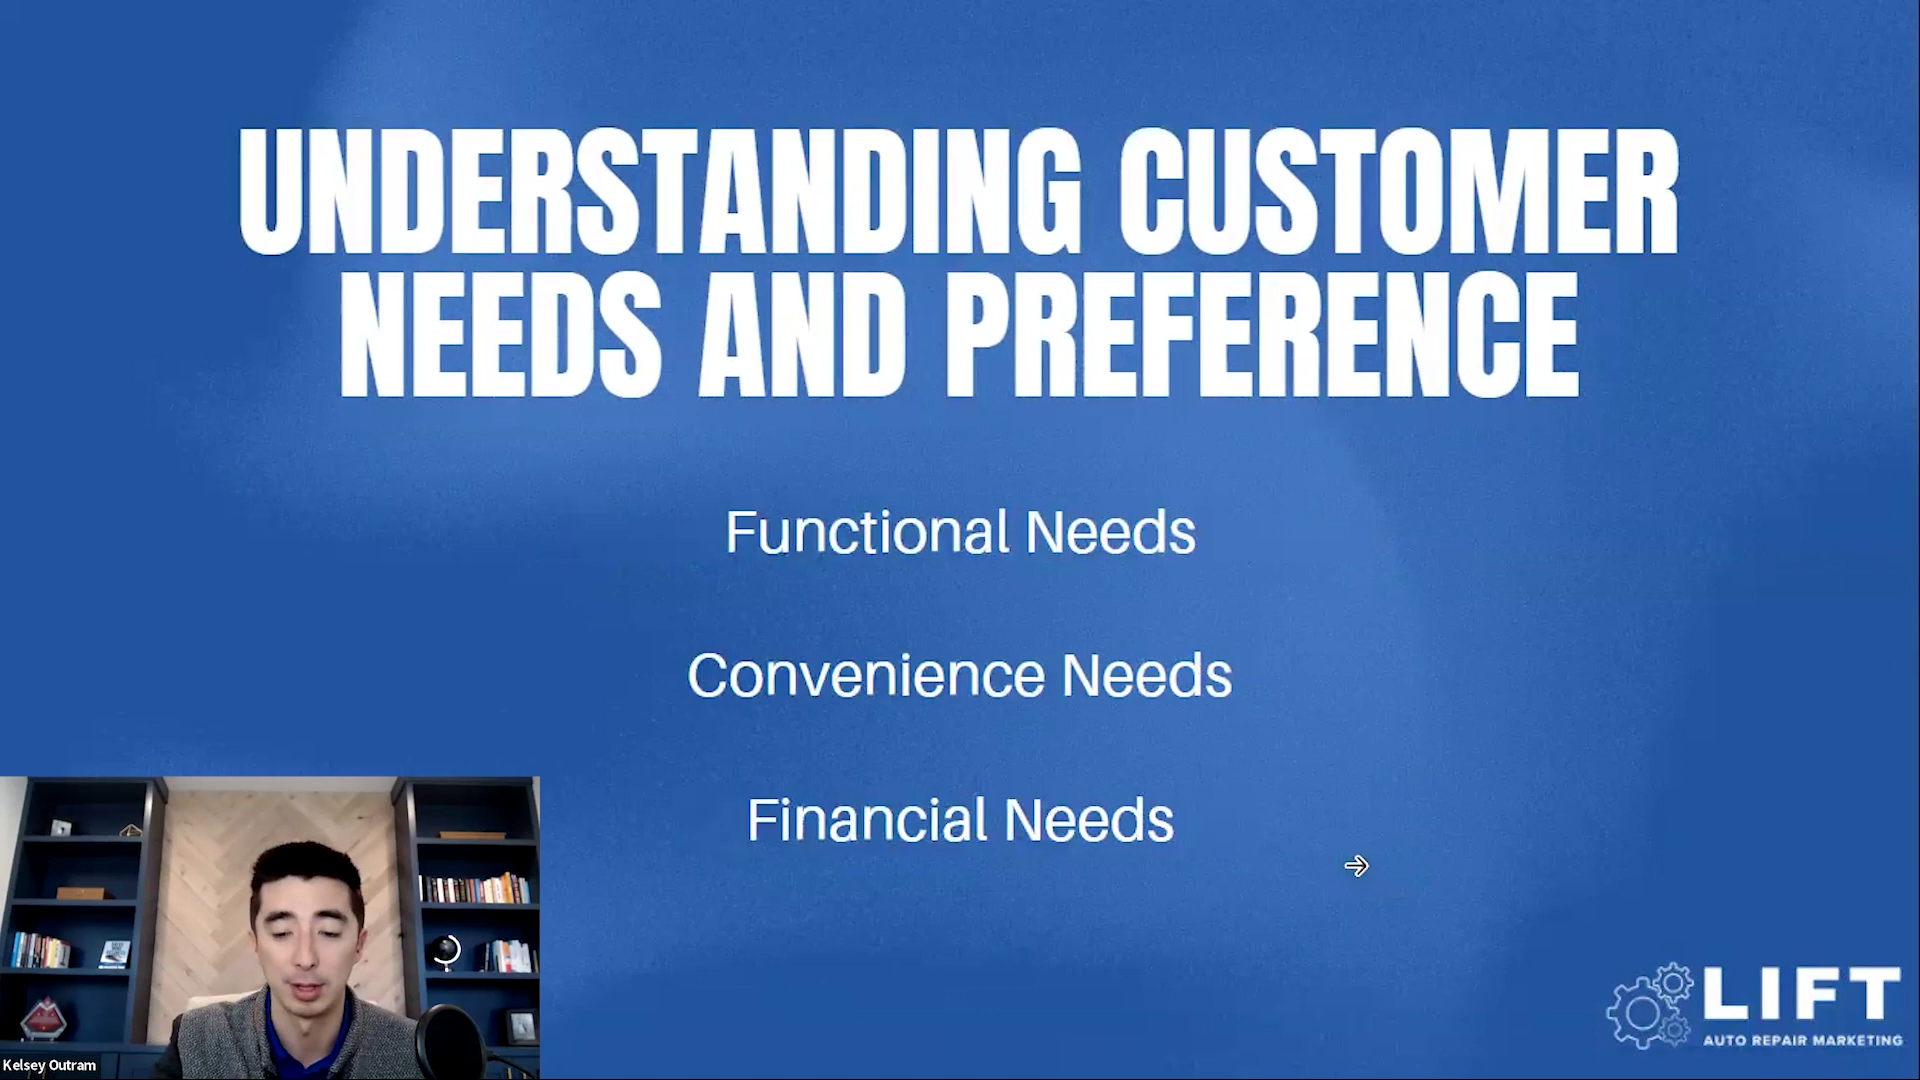 UNDERSTANDING CUSTOMER
NEEDS AND PREFERENCE
Functional Needs
Convenience Needs
Financial Needs
Kelsey Outram
LIFT
AUTO REPAIR MARKETING